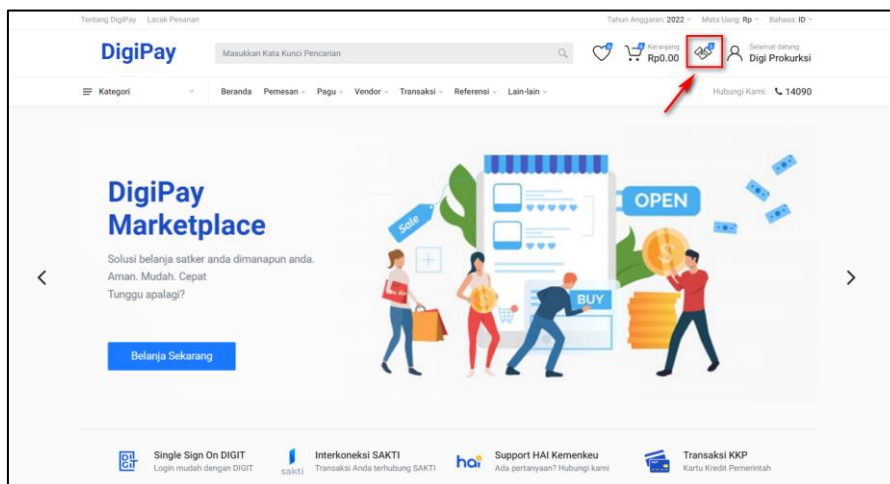 Tentang DigiPay Lacak Pesanan Tahun Anggaran: 2022 Mata Uang: Rp Bahasa: ID
DigiPay
Masukkan Kata Kunci Pencarian
Keranjang
Rp0.00
Selamat datang
Digi Prokurksi
Kategori Beranda Pemesan Pagu Vendor Transaksi Referensi Lain-lain Hubungi Kami: 14090
DigiPay
Marketplace
Solusi belanja satker anda dimanapun anda.
Aman. Mudah. Cepat
Tunggu apalagi?
Belanja Sekarang
Sale
OPEN
BUY
DIGIT
Single Sign On DIGIT
Login mudah dengan DIGIT
sakti
Interkoneksi SAKTI
Transaksi Anda terhubung SAKTI
hai
Support HAI Kemenkeu
Ada pertanyaan? Hubungi kami
Transaksi KKP
Kartu Kredit Pemerintah